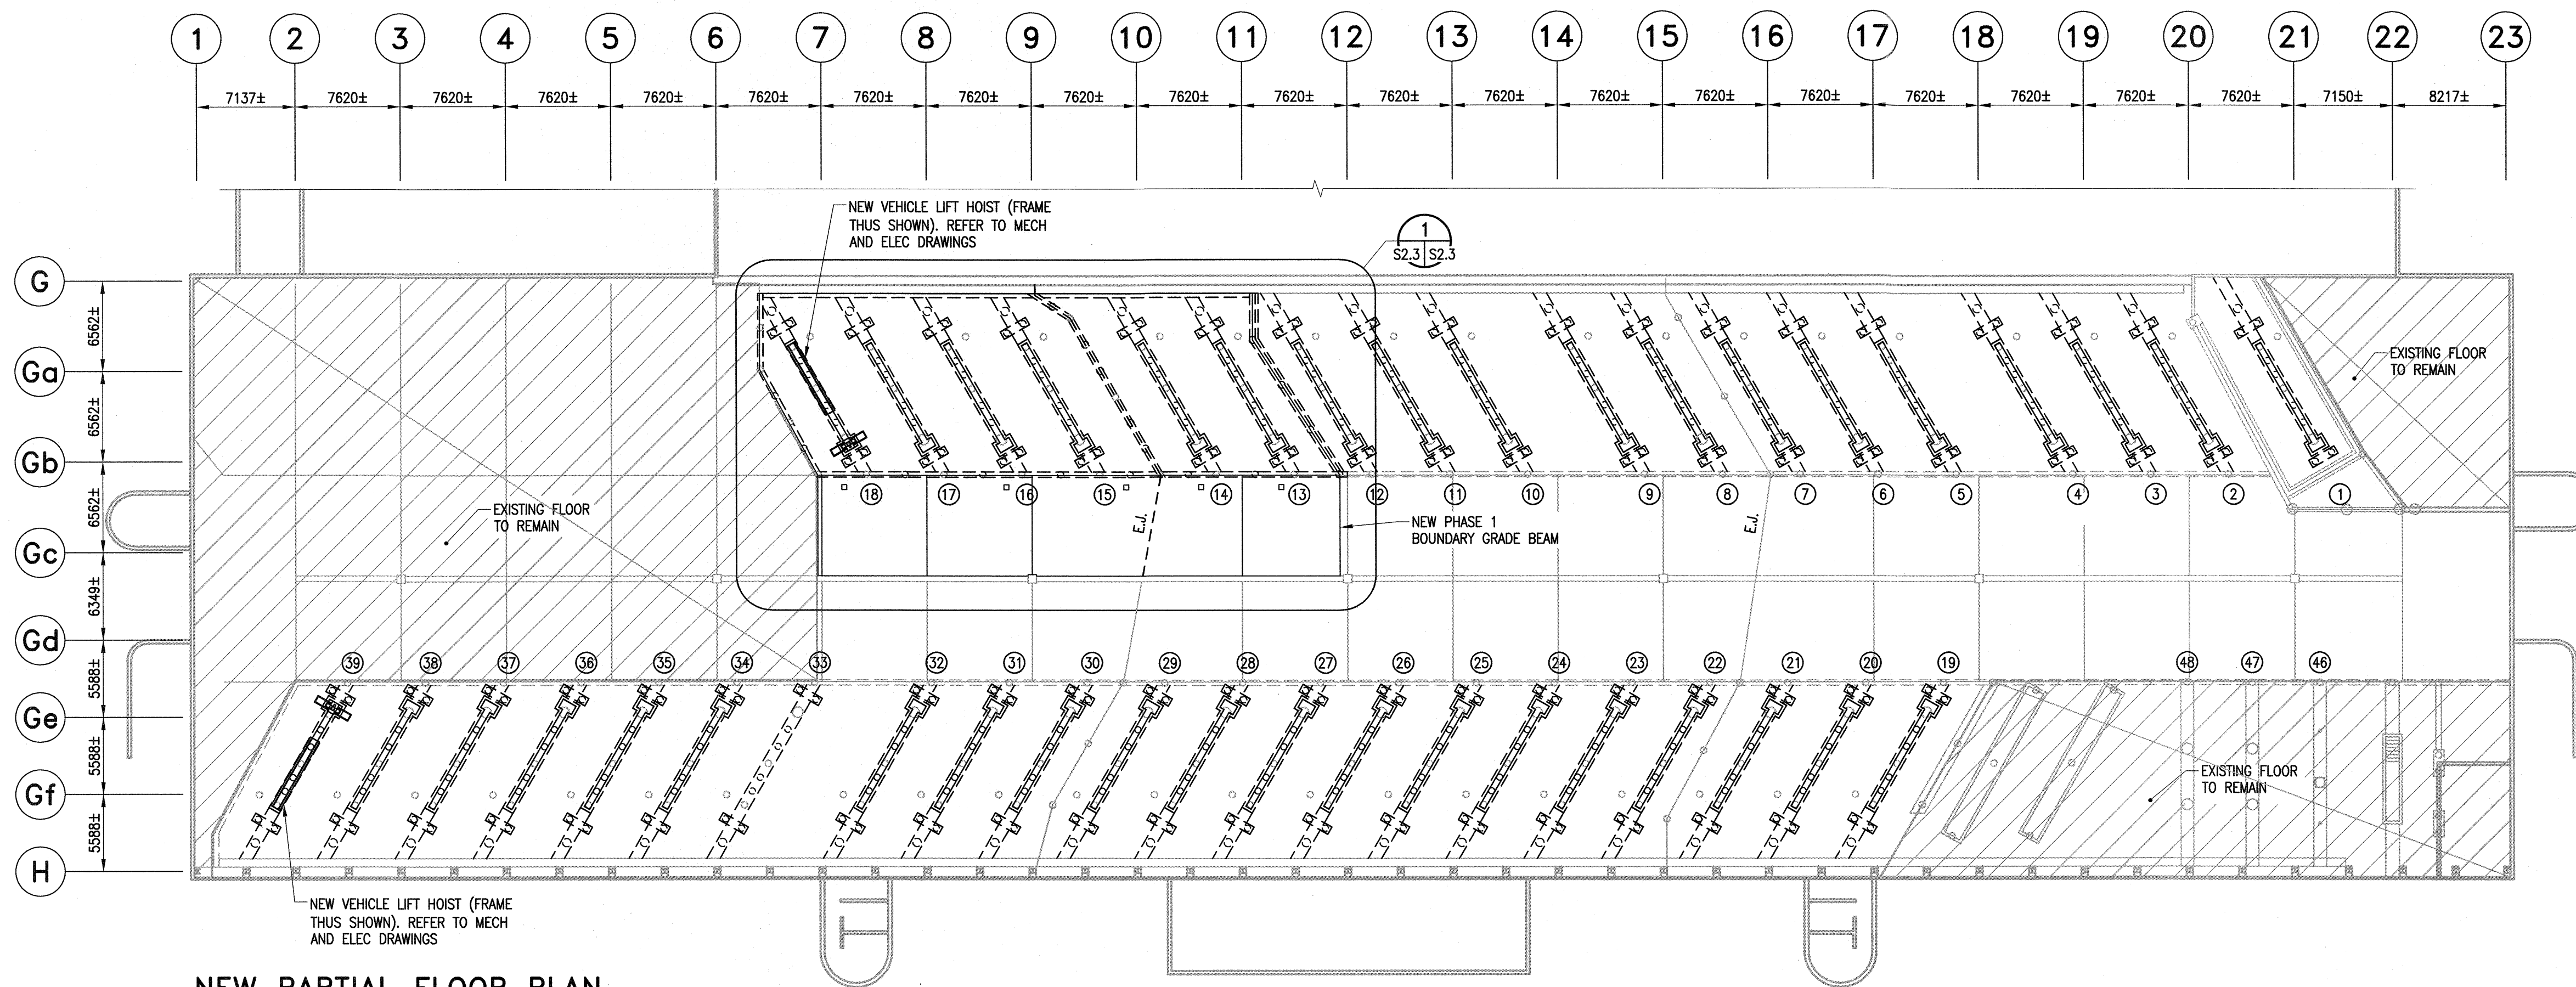 1 2 3 4 5 6 7 8 9 10 11 12 13 14 15 16 17 18 19 20 21 22 23
7137± 7620± 7620± 7620± 7620± 7620± 7620± 7620± 7620± 7620± 7620± 7620± 7620± 7620± 7620± 7620± 7620± 7620± 7620± 7620± 7150± 8217±
NEW VEHICLE LIFT HOIST (FRAME
THUS SHOWN). REFER TO MECH
AND ELEC DRAWINGS
1
S2.3 S2.3
G
6562±
Ga
6562±
Gb
6562±
Gc
6349±
Gd
5588±
Ge
5588±
Gf
5588±
H
EXISTING FLOOR
TO REMAIN
18 17 16 15 14 13 12 11 10 9 8 7 6 5 4 3 2 1
EXISTING FLOOR
TO REMAIN
E.J.
E.J.
NEW PHASE 1
BOUNDARY GRADE BEAM
39 38 37 36 35 34 33 32 31 30 29 28 27 26 25 24 23 22 21 20 19 48 47 46
EXISTING FLOOR
TO REMAIN
NEW VEHICLE LIFT HOIST (FRAME
THUS SHOWN). REFER TO MECH
AND ELEC DRAWINGS
NEW PARTIAL FLOOR PLAN